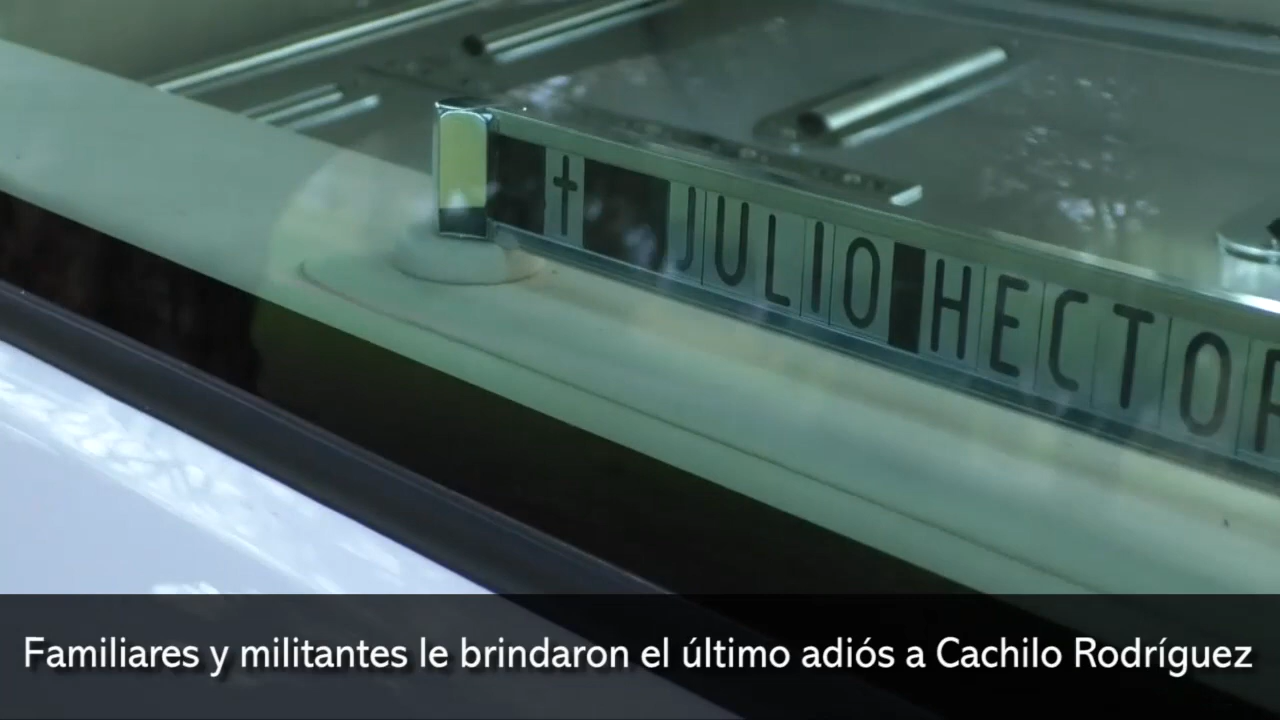 † JULIO HECTOR
Familiares y militantes le brindaron el último adiós a Cachilo Rodríguez